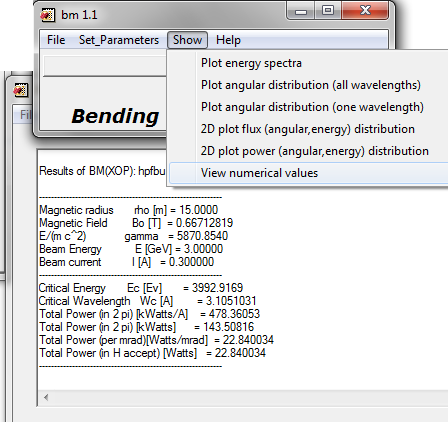 bm 1.1
File Set_Parameters Show Help
Plot energy spectra
Plot angular distribution (all wavelengths)
Plot angular distribution (one wavelength)
2D plot flux (angular,energy) distribution
2D plot power (angular,energy) distribution
View numerical values
Bending
Results of BM(XOP): hpfbu
Magnetic radius rho [m] = 15.0000
Magnetic Field Bo [T] = 0.66712819
E/(m c^2) gamma = 5870.8540
Beam Energy E [GeV] = 3.00000
Beam current I [A] = 0.300000
Critical Energy Ec [Ev] = 3992.9169
Critical Wavelength Wc [A] = 3.1051031
Total Power (in 2 pi) [kWatts/A] = 478.36053
Total Power (in 2 pi) [kWatts] = 143.50816
Total Power (per mrad)[Watts/mrad] = 22.840034
Total Power (in H accept) [Watts] = 22.840034